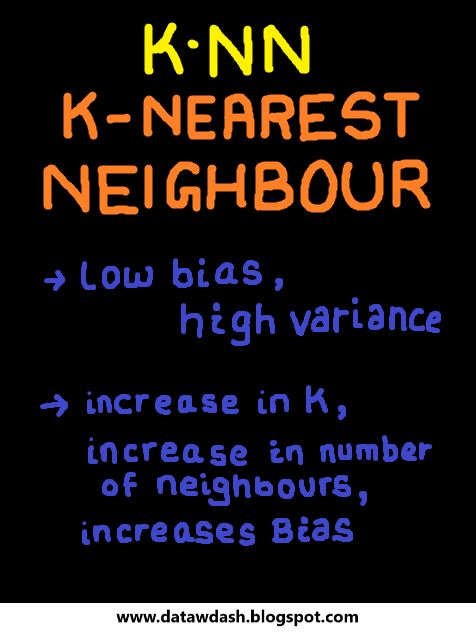 K-NN
K-NEAREST
NEIGHBOUR
→ Low bias,
high variance
→ increase in K,
increase in number
of neighbours,
increases Bias
www.datawdash.blogspot.com